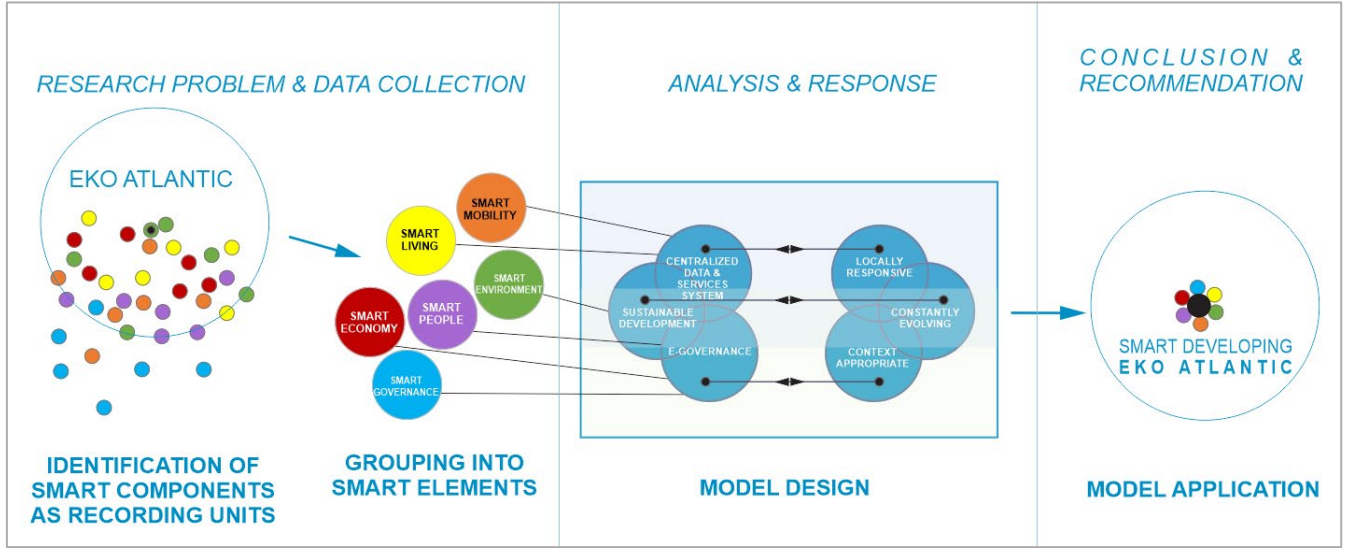 RESEARCH PROBLEM & DATA COLLECTION
EKO ATLANTIC
SMART
MOBILITY
SMART
LIVING
SMART
ENVIRONMENT
SMART
PEOPLE
SMART
ECONOMY
SMART
GOVERNANCE
IDENTIFICATION OF
SMART COMPONENTS
AS RECORDING UNITS
GROUPING INTO
SMART ELEMENTS
ANALYSIS & RESPONSE
CENTRALIZED
DATA &
SERVICES
SYSTEM
SUSTAINABLE
DEVELOPMENT
E-GOVERNANCE
LOCALLY
RESPONSIVE
CONSTANTLY
EVOLVING
CONTEXT
APPROPRIATE
MODEL DESIGN
CONCLUSION &
RECOMMENDATION
SMART DEVELOPING
EKO ATLANTIC
MODEL APPLICATION